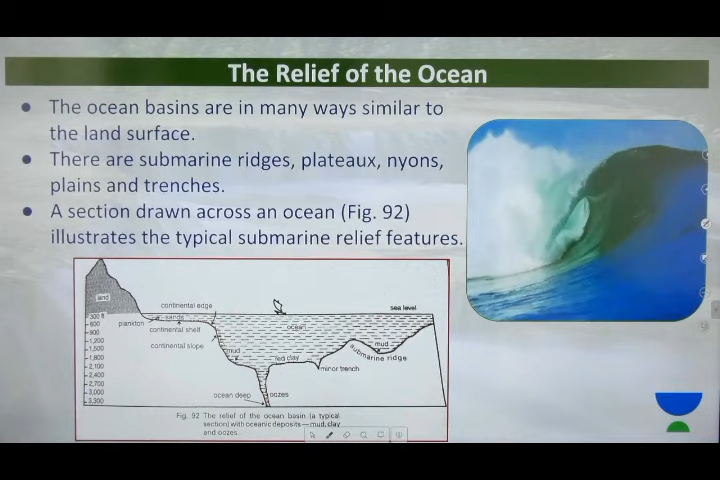 The Relief of the Ocean
● The ocean basins are in many ways similar to
the land surface.
● There are submarine ridges, plateaux, nyons,
plains and trenches.
● A section drawn across an ocean (Fig. 92)
illustrates the typical submarine relief features.
land
continental edge
sea level
300 ft
sands
plankton
600
continental shelf
ocean
900
1,200
continental slope
1,500
mud
mud
submarine ridge
1,800
red clay
2,100
minor trench
2,400
2,700
3,000
ocean deep
oozes
3,300
Fig. 92 The relief of the ocean basin (a typical
section) with oceanic deposits — mud, clay
and oozes.